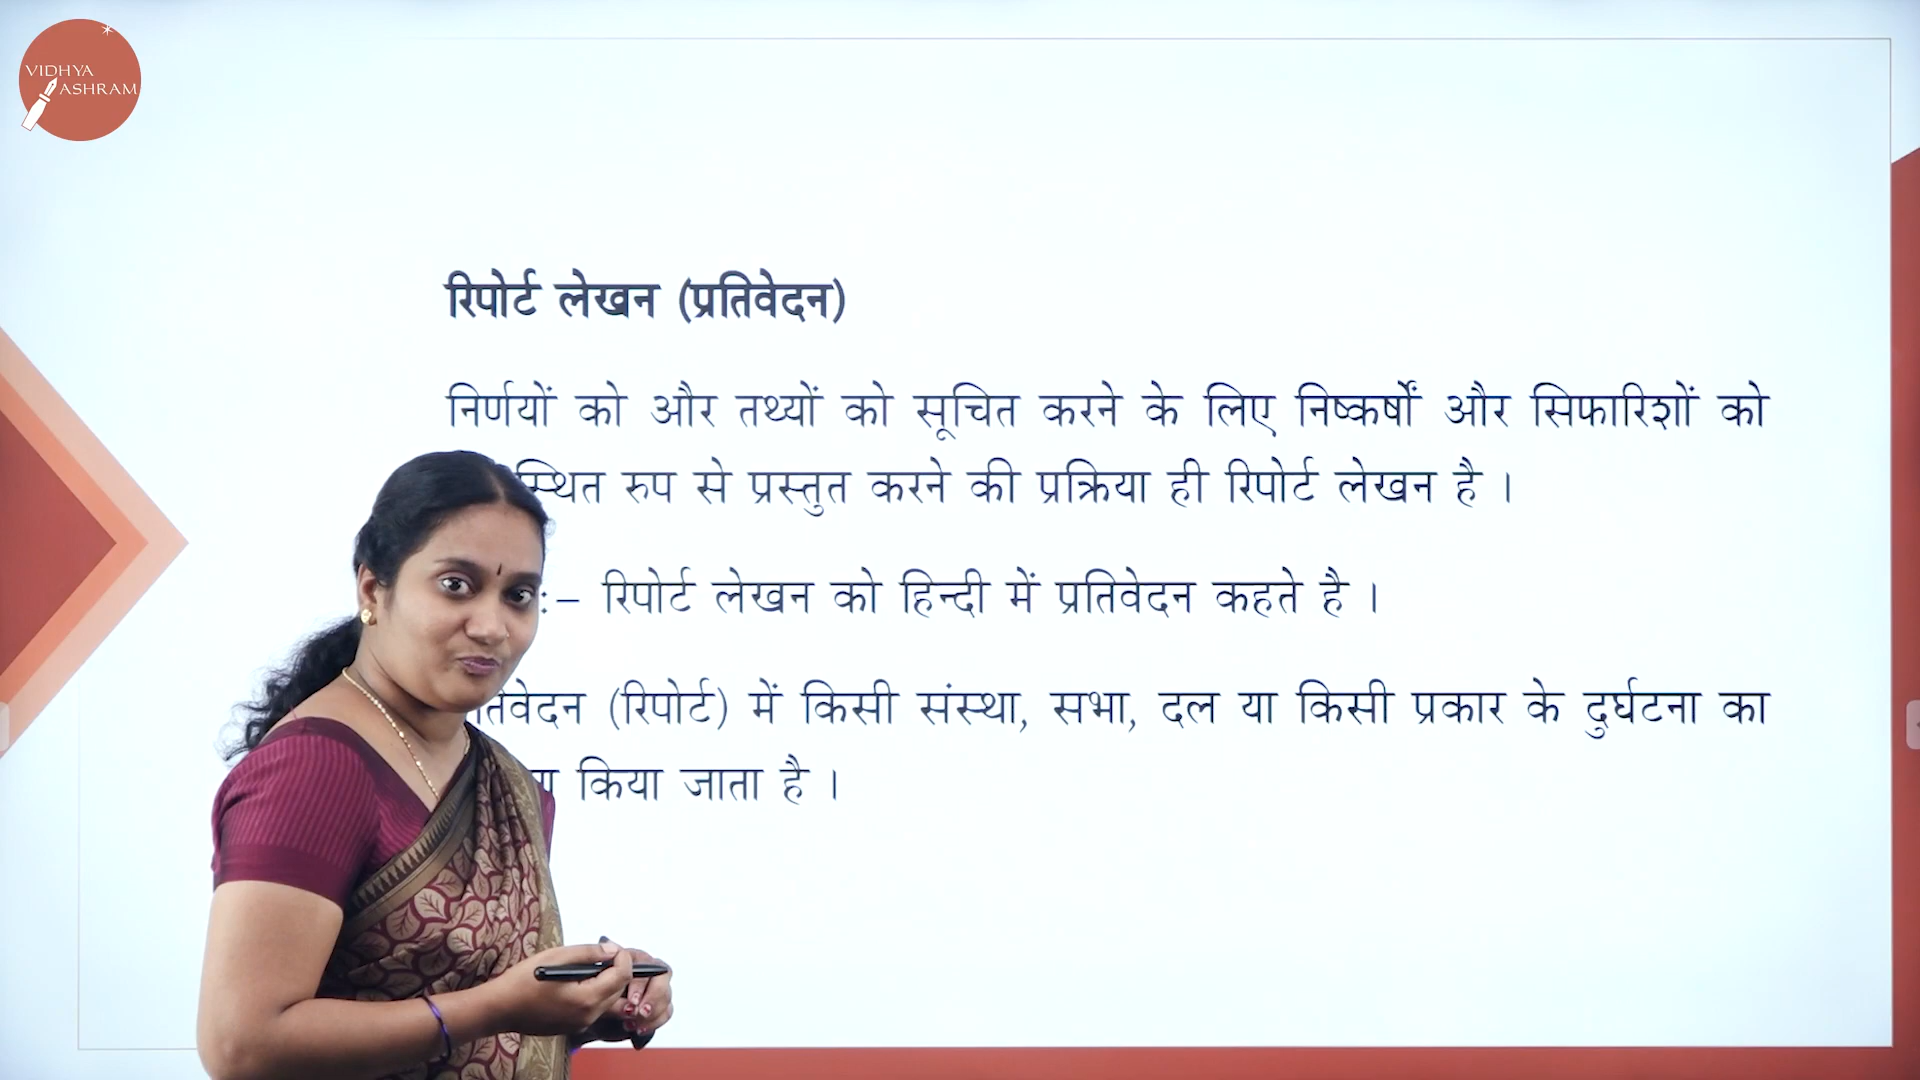 VIDHYA
ASHRAM
रिपोर्ट लेखन (प्रतिवेदन)
निर्णयों को और तथ्यों को सूचित करने के लिए निष्कर्षों और सिफारिशों को
रुप से प्रस्तुत करने की प्रक्रिया ही रिपोर्ट लेखन है ।
:– रिपोर्ट लेखन को हिन्दी में प्रतिवेदन कहते है ।
(रिपोर्ट) में किसी संस्था, सभा, दल या किसी प्रकार के दुर्घटना का
किया जाता है ।